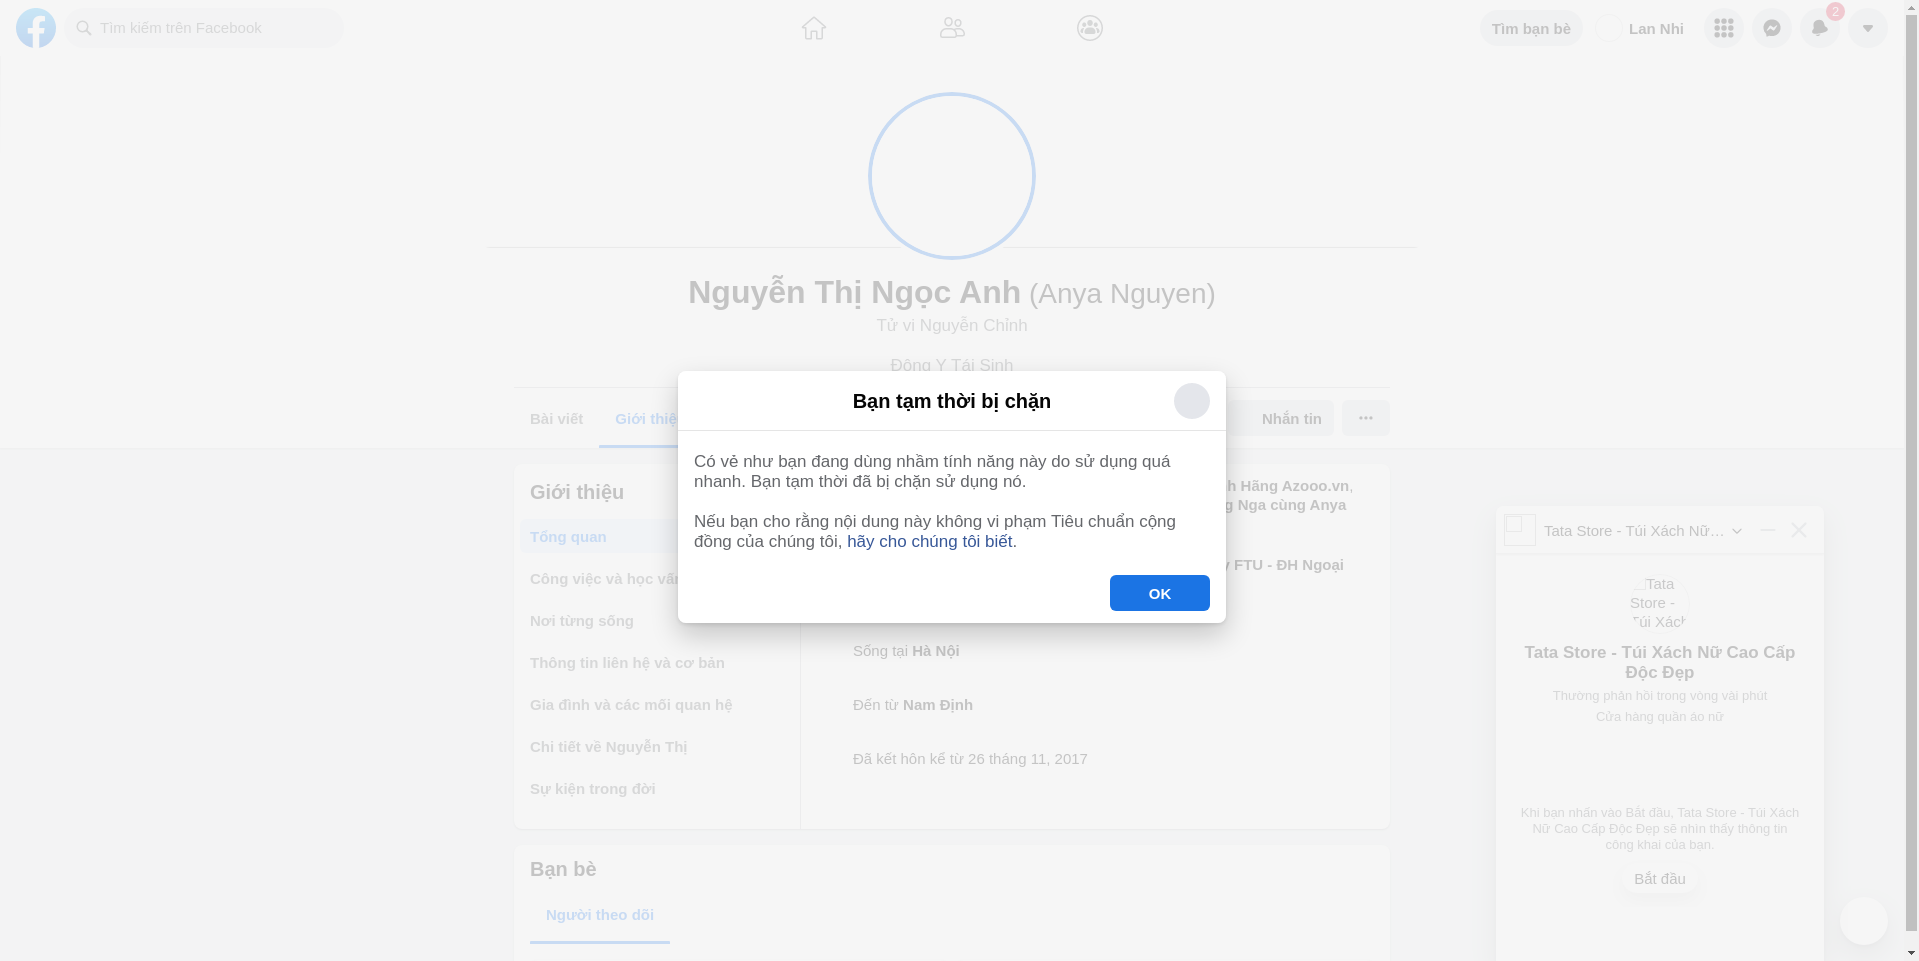 Tìm kiếm trên Facebook
Tìm bạn bè
Lan Nhi
2
Nguyễn Thị Ngọc Anh (Anya Nguyen)
Tử vi Nguyễn Chỉnh
Đông Y Tái Sinh
Bài viết
Giới thiệu
Nhắn tin
Bạn tạm thời bị chặn
Có vẻ như bạn đang dùng nhầm tính năng này do sử dụng quá
nhanh. Bạn tạm thời đã bị chặn sử dụng nó.
Nếu bạn cho rằng nội dung này không vi phạm Tiêu chuẩn cộng
đồng của chúng tôi, hãy cho chúng tôi biết.
OK
Giới thiệu
Tổng quan
Công việc và học vấn
Nơi từng sống
Thông tin liên hệ và cơ bản
Gia đình và các mối quan hệ
Chi tiết về Nguyễn Thị
Sự kiện trong đời
Hãng Azooo.vn,
Nga cùng Anya
FTU - ĐH Ngoại
Sống tại Hà Nội
Đến từ Nam Định
Đã kết hôn kể từ 26 tháng 11, 2017
Bạn bè
Người theo dõi
Tata Store - Túi Xách Nữ…
Tata
Store -
Túi Xách
Tata Store - Túi Xách Nữ Cao Cấp
Độc Đẹp
Thường phản hồi trong vòng vài phút
Cửa hàng quần áo nữ
Khi bạn nhấn vào Bắt đầu, Tata Store - Túi Xách
Nữ Cao Cấp Độc Đẹp sẽ nhìn thấy thông tin
công khai của bạn.
Bắt đầu